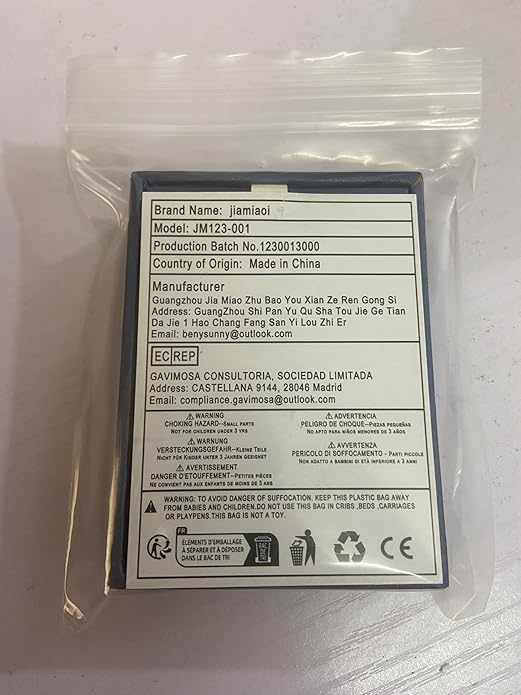 Brand Name: jiamiaoi
Model: JM123-001
Production Batch No.1230013000
Country of Origin: Made in China
Manufacturer
Guangzhou Jia Miao Zhu Bao You Xian Ze Ren Gong Si
Address: GuangZhou Shi Pan Yu Qu Sha Tou Jie Ge Tian
Da Jie 1 Hao Chang Fang San Yi Lou Zhi Er
Email: benysunny@outlook.com
EC REP
GAVIMOSA CONSULTORIA, SOCIEDAD LIMITADA
Address: CASTELLANA 9144, 28046 Madrid
Email: compliance.gavimosa@outlook.com
WARNING
CHOKING HAZARD–SMALL PARTS
NOT FOR CHILDREN UNDER 3 YRS
WARNUNG
VERSTECKUNGSGEFAHR–KLEINE TEILE
NICHT FÜR KINDER UNTER 3 JAHREN GEEIGNET
AVERTISSEMENT
DANGER D'ETOUFFEMENT–PETITES PIÈCES
NE CONVIENT PAS AUX ENFANTS DE MOINS DE 3 ANS
ADVERTENCIA
PELIGRO DE CHOQUE–PIEZAS PEQUEÑAS
NO APTO PARA NIÑOS MENORES DE 3 AÑOS
AVVERTENZA
PERICOLO DI SOFFOCAMENTO - PARTI PICCOLE
NON ADATTO A BAMBINI DI ETÀ INFERIORE A 3 ANNI
WARNING: TO AVOID DANGER OF SUFFOCATION. KEEP THIS PLASTIC BAG AWAY
FROM BABIES AND CHILDREN.DO NOT USE THIS BAG IN CRIBS ,BEDS ,CARRIAGES
OR PLAYPENS.THIS BAG IS NOT A TOY.
FR
ÉLÉMENTS D'EMBALLAGE
À SÉPARER ET À DÉPOSER
DANS LE BAC DE TRI
BAC DE TRI
CE